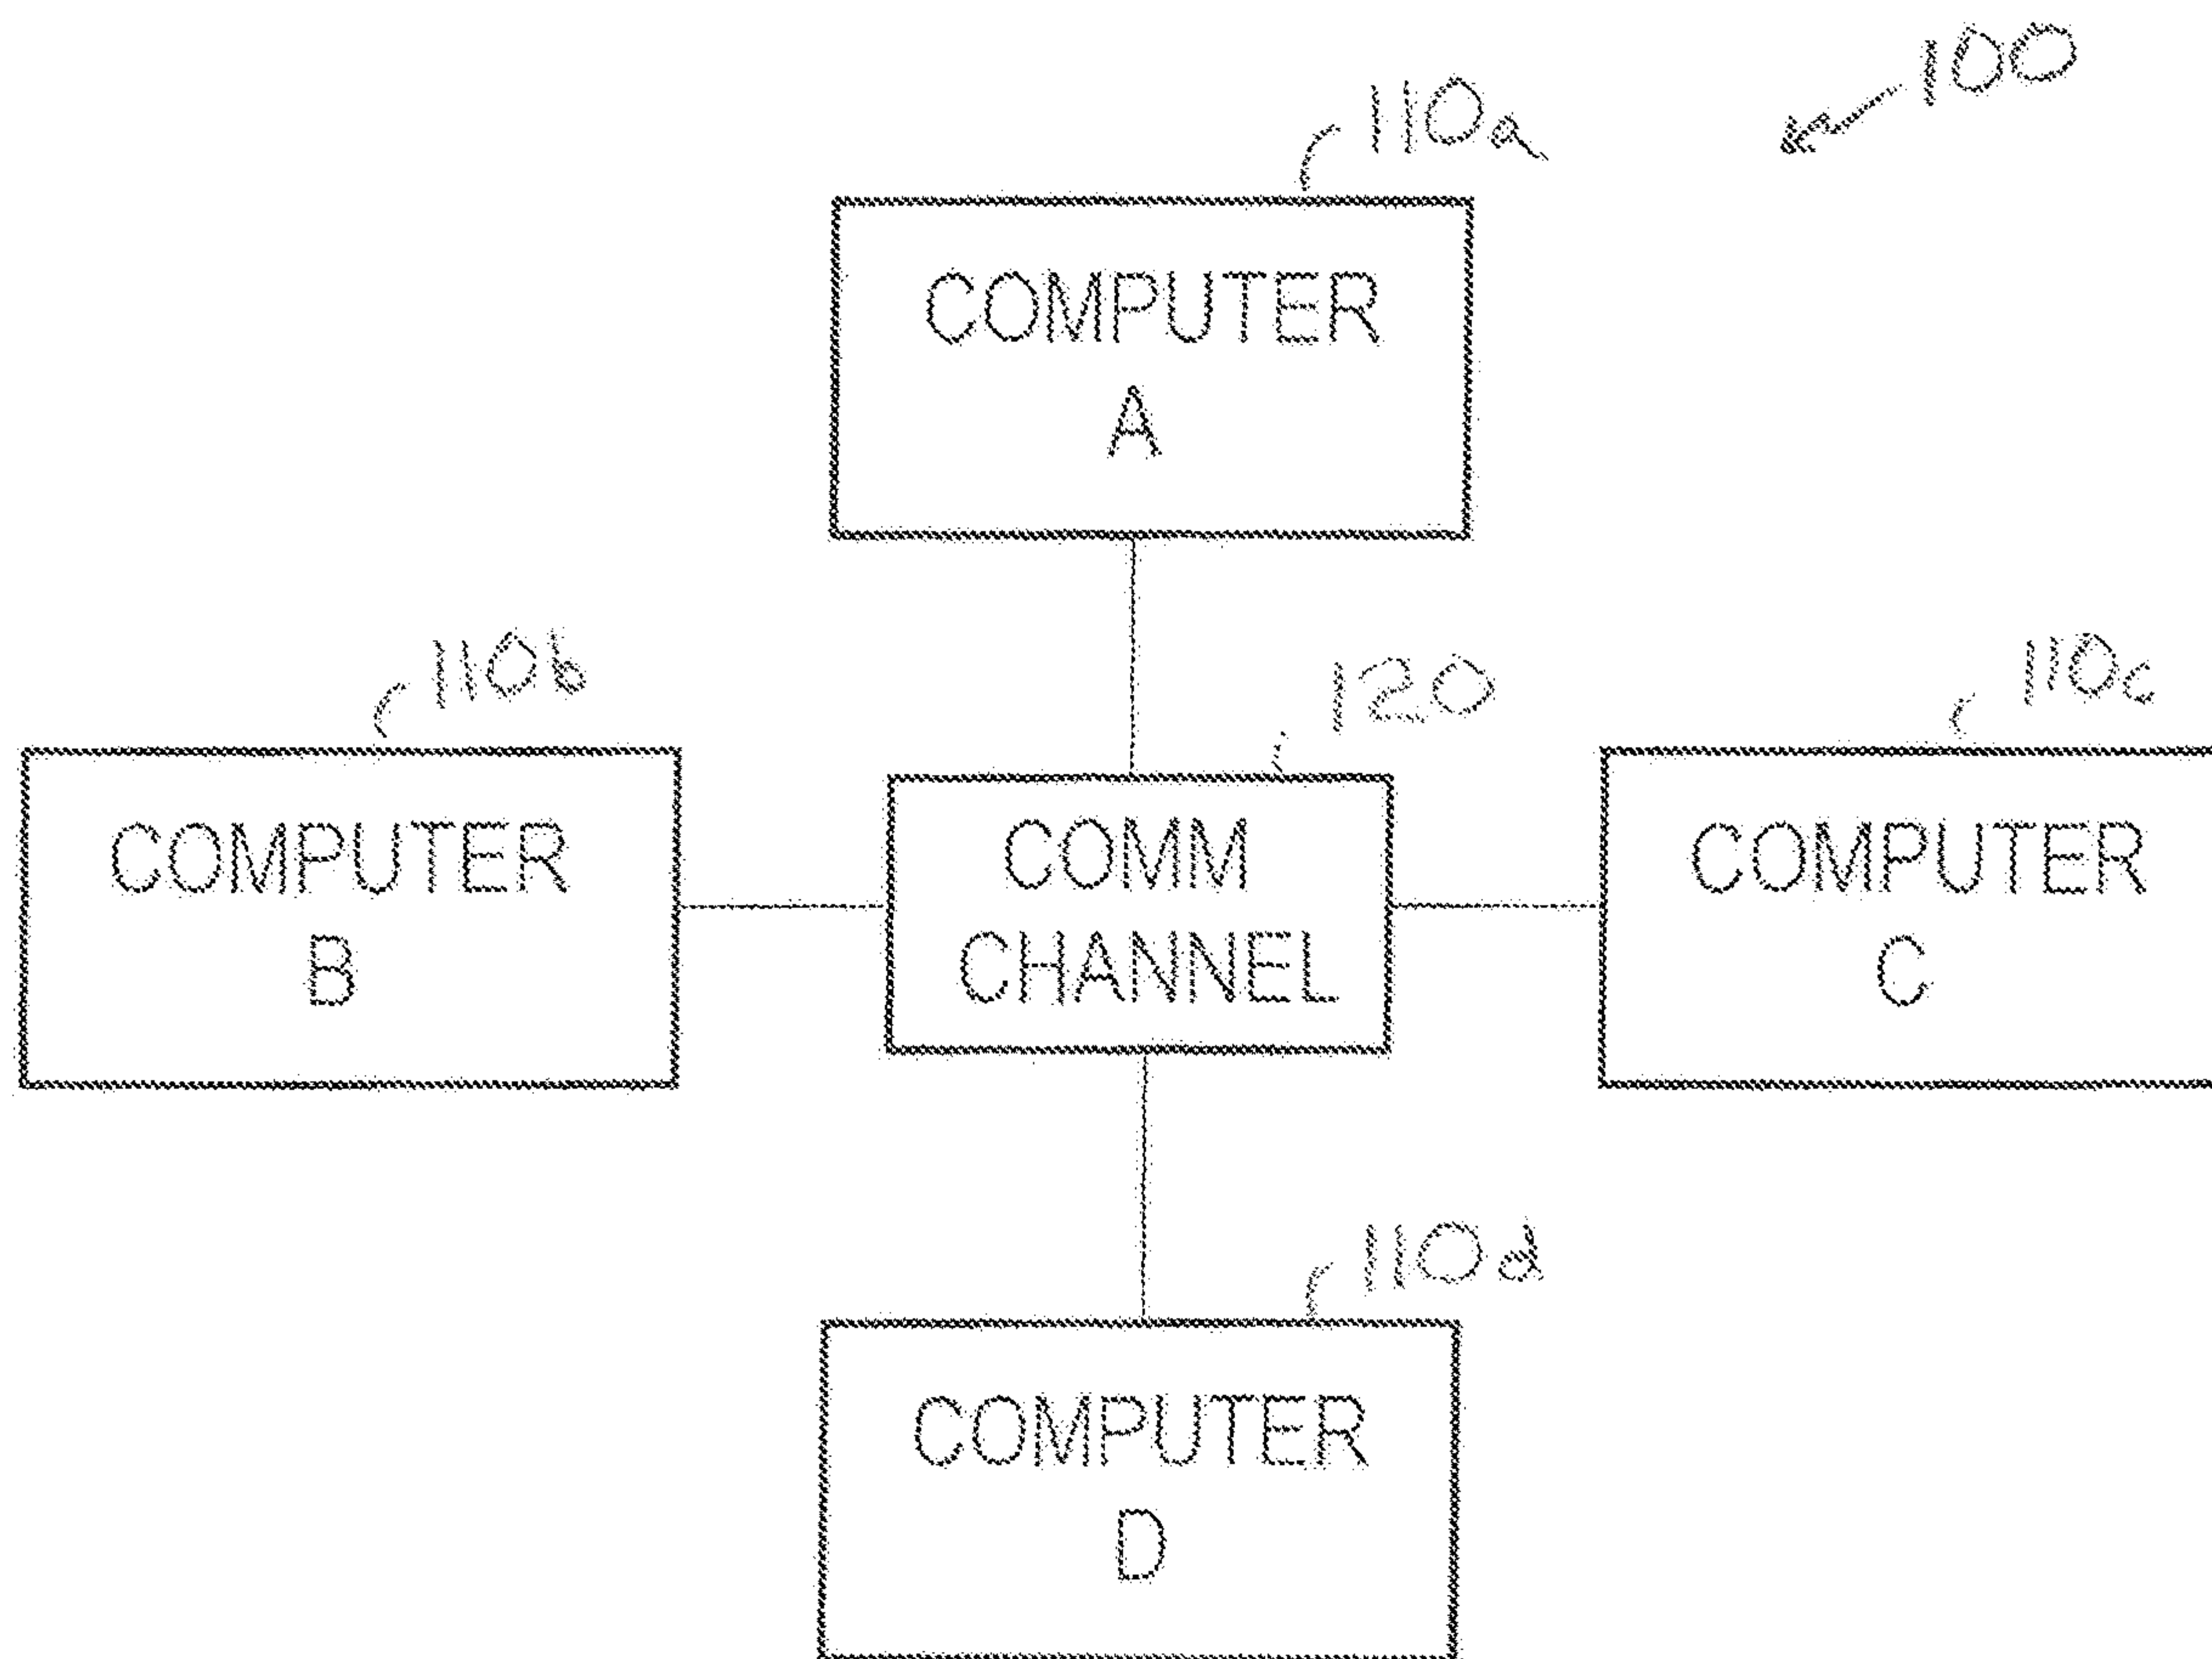 100
110a
COMPUTER
A
110b
120
110c
COMPUTER
B
COMM
CHANNEL
COMPUTER
C
110d
COMPUTER
D